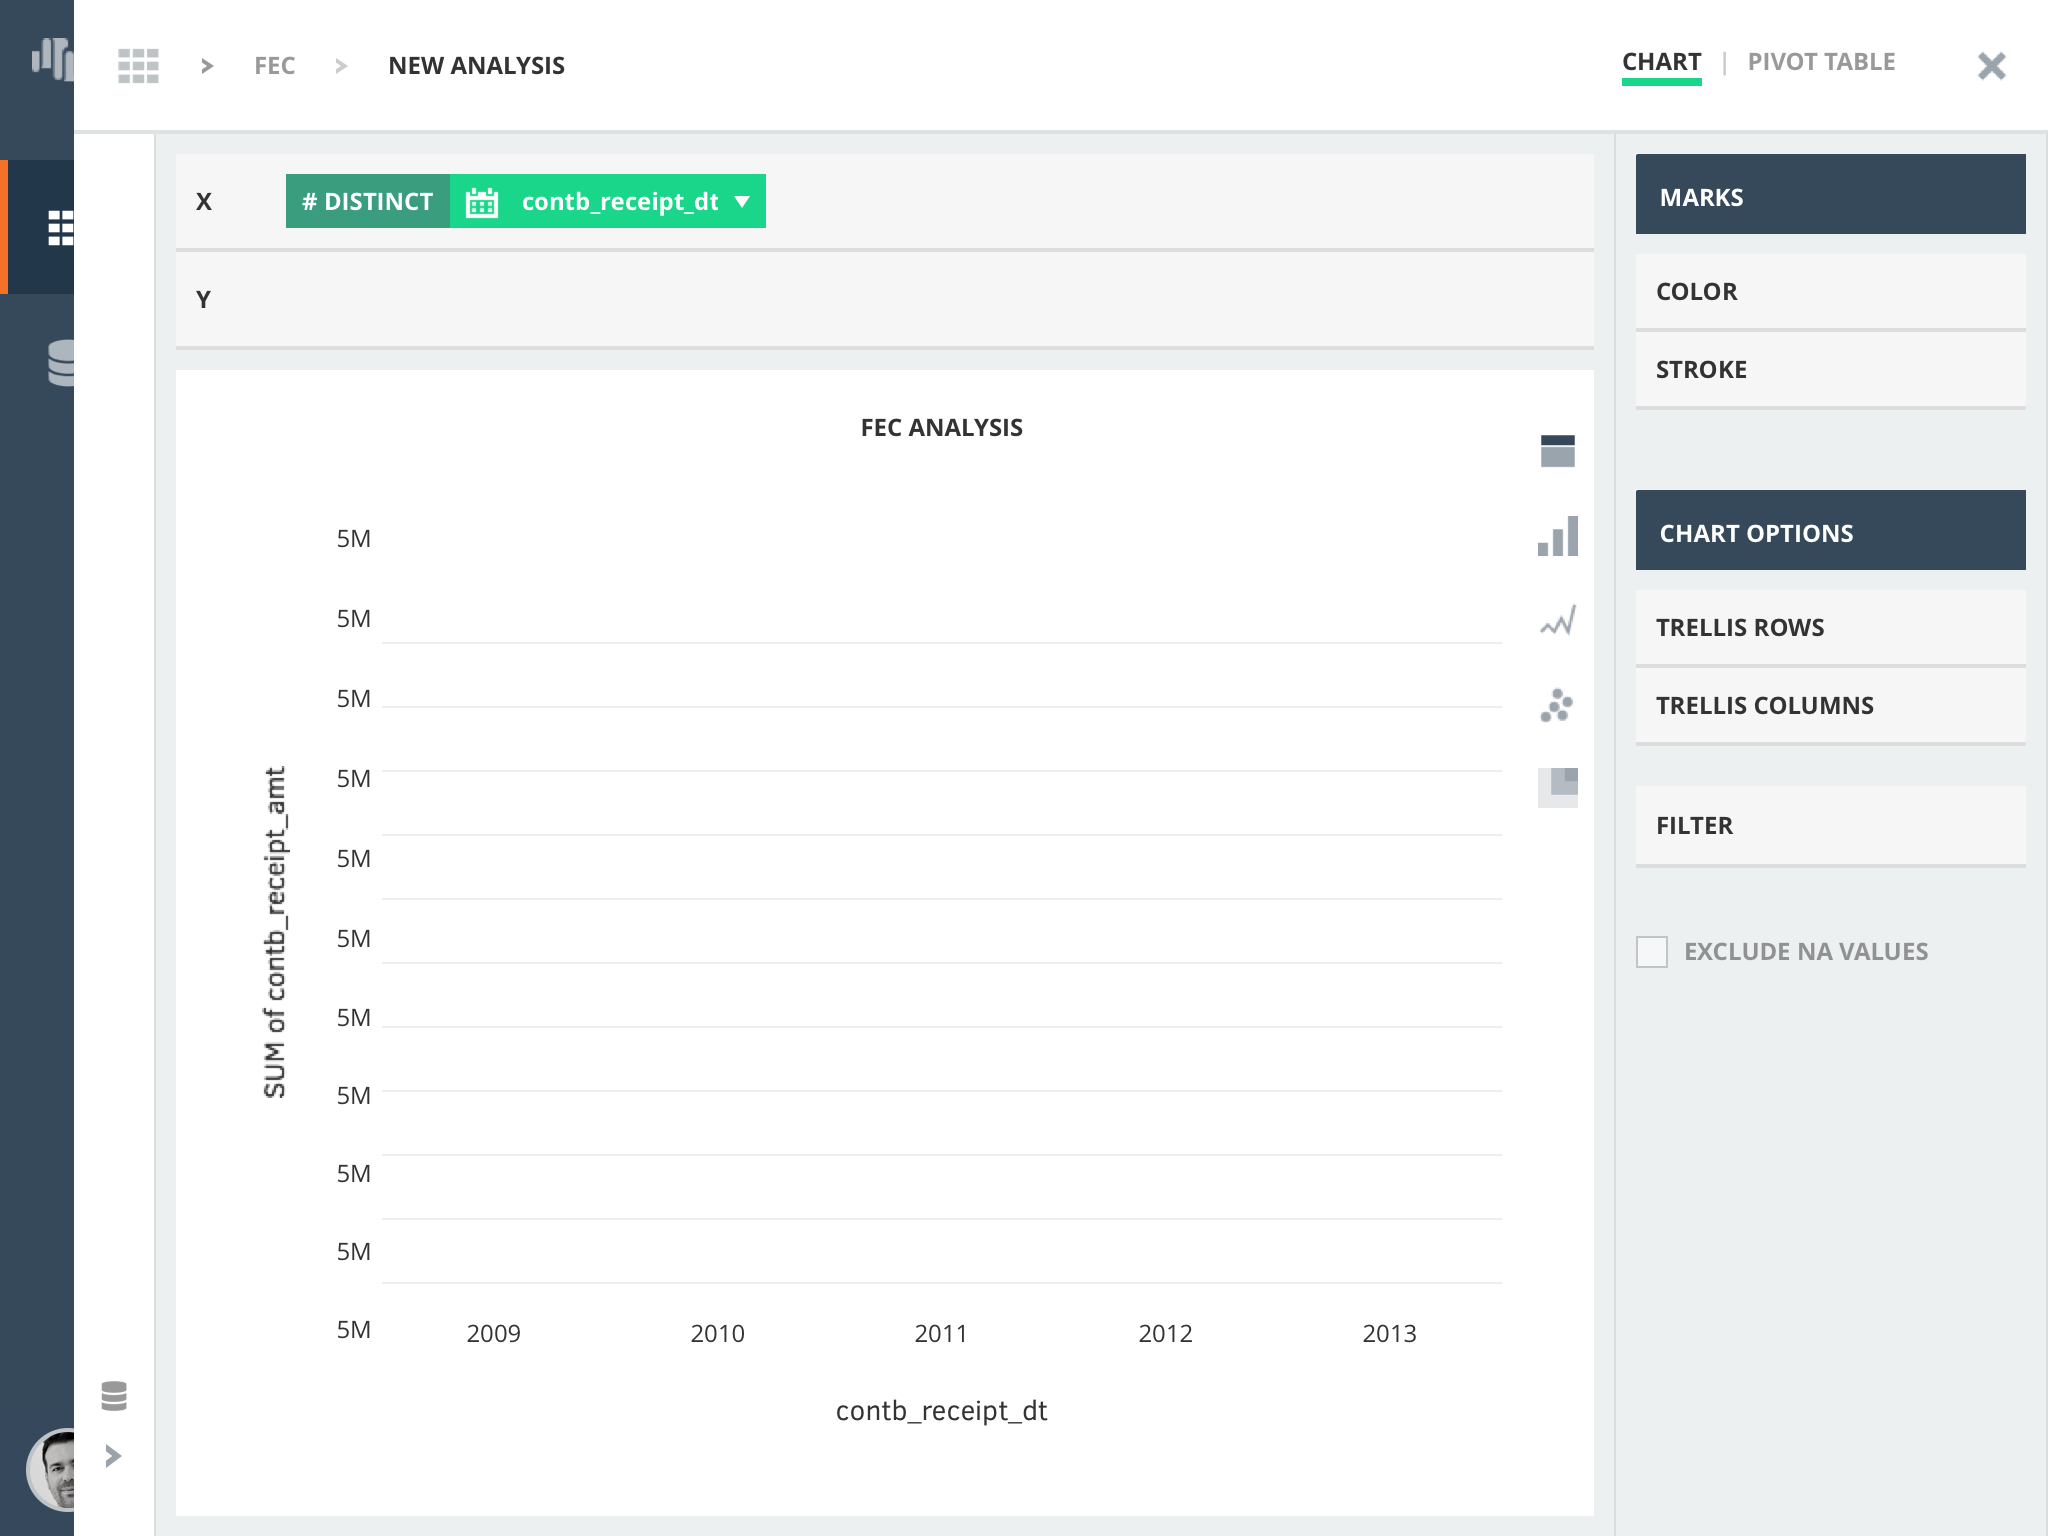 > FEC > NEW ANALYSIS
CHART | PIVOT TABLE
X # DISTINCT contb_receipt_dt
Y
FEC ANALYSIS
5M
5M
5M
5M
5M
5M
5M
5M
5M
5M
5M
SUM of contb_receipt_amt
2009 2010 2011 2012 2013
contb_receipt_dt
MARKS
COLOR
STROKE
CHART OPTIONS
TRELLIS ROWS
TRELLIS COLUMNS
FILTER
EXCLUDE NA VALUES